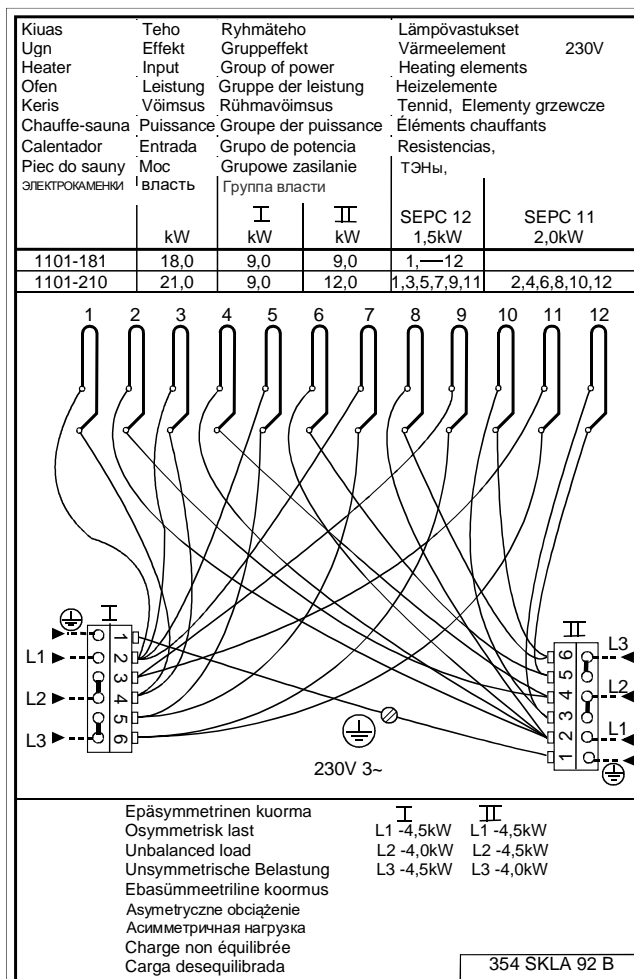 Kiuas Teho Ryhmäteho Lämpövastukset
Ugn Effekt Gruppeffekt Värmeelement 230V
Heater Input Group of power Heating elements
Ofen Leistung Gruppe der leistung Heizelemente
Keris Vöimsus Rühmavöimsus Tennid, Elementy grzewcze
Chauffe-sauna Puissance Groupe der puissance Éléments chauffants
Calentador Entrada Grupo de potencia Resistencias,
Piec do sauny Moc Grupowe zasilanie ТЭНы,
ЭЛЕКТРОКАМЕНКИ власть Группа власти
I II SEPC 12 SEPC 11
kW kW kW 1,5kW 2,0kW
1101-181 18,0 9,0 9,0 1,—12
1101-210 21,0 9,0 12,0 1,3,5,7,9,11 2,4,6,8,10,12
1 2 3 4 5 6 7 8 9 10 11 12
I II
1 2 3 4 5 6
L1
L2
L3
6 5 4 3 2 1
L3
L2
L1
230V 3~
Epäsymmetrinen kuorma I II
Osymmetrisk last L1 -4,5kW L1 -4,5kW
Unbalanced load L2 -4,0kW L2 -4,5kW
Unsymmetrische Belastung L3 -4,5kW L3 -4,0kW
Ebasümmeetriline koormus
Asymetryczne obciążenie
Асимметричная нагрузка
Charge non équilibrée
Carga desequilibrada
354 SKLA 92 B